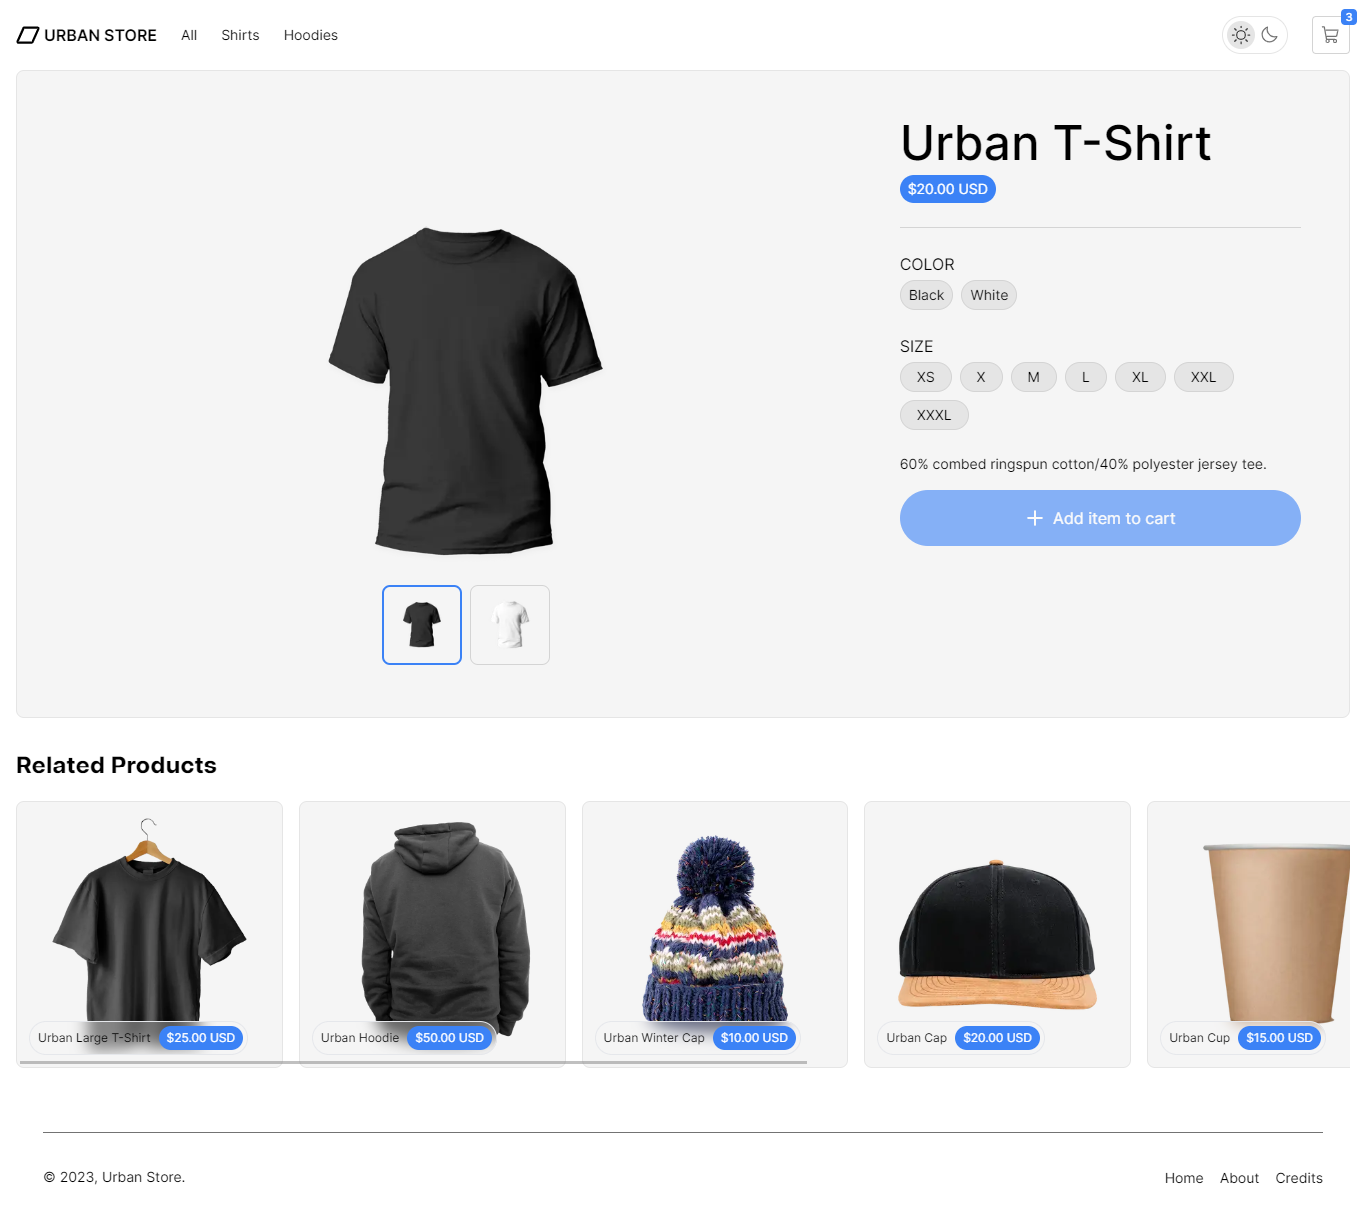 URBAN STORE All Shirts Hoodies 3
Urban T-Shirt
$20.00 USD
COLOR
Black White
SIZE
XS X M L XL XXL
XXXL
60% combed ringspun cotton/40% polyester jersey tee.
Add item to cart
Related Products
Urban Large T-Shirt $25.00 USD
Urban Hoodie $50.00 USD
Urban Winter Cap $10.00 USD
Urban Cap $20.00 USD
Urban Cup $15.00 USD
© 2023, Urban Store. Home About Credits